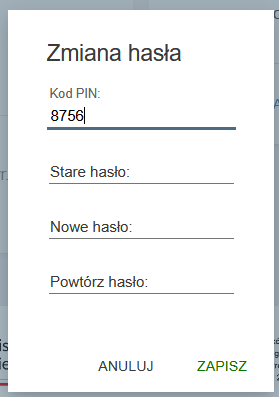 Zmiana hasła
Kod PIN:
8756
Stare hasło:
Nowe hasło:
Powtórz hasło:
ANULUJ ZAPISZ